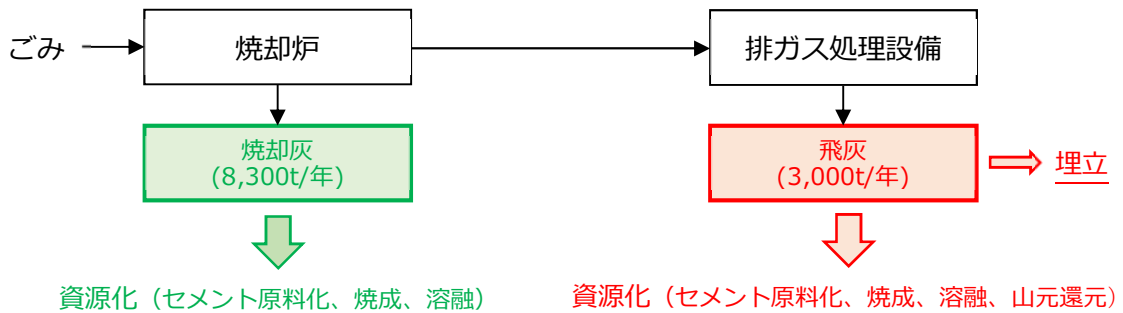 ごみ
焼却炉
排ガス処理設備
焼却灰
(8,300t/年)
飛灰
(3,000t/年)
埋立
資源化（セメント原料化、焼成、溶融）
資源化（セメント原料化、焼成、溶融、山元還元）